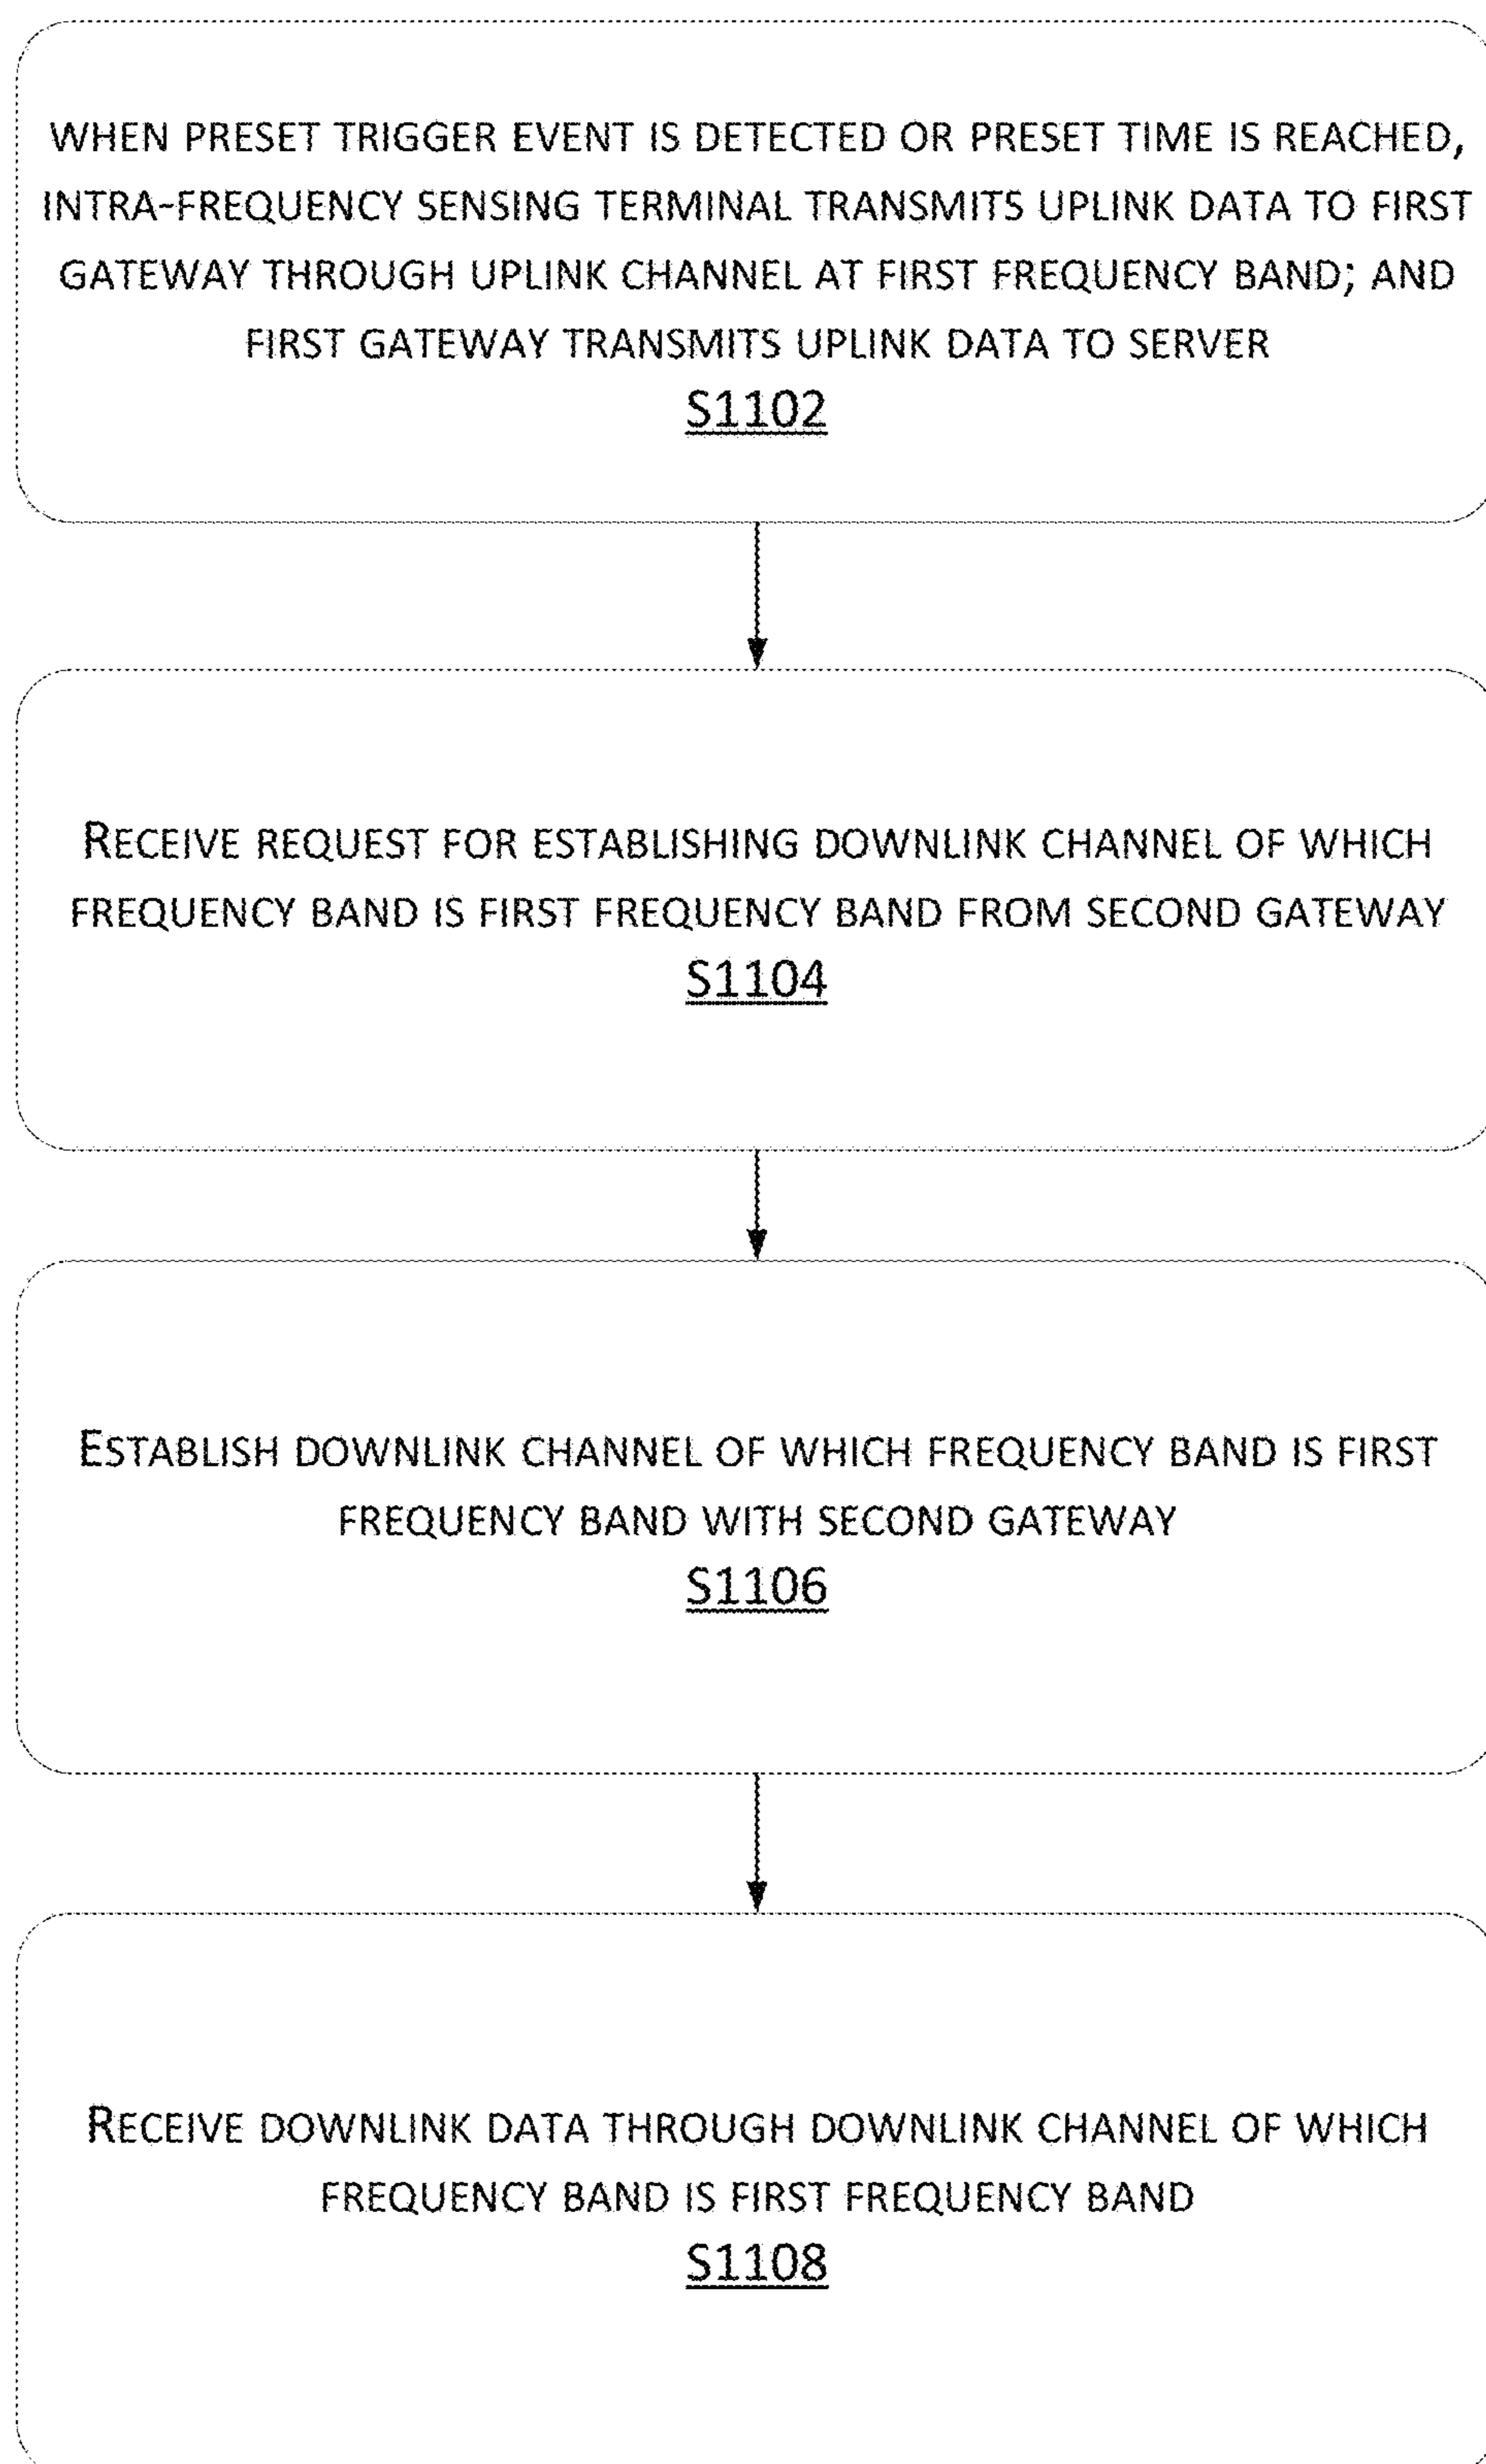 WHEN PRESET TRIGGER EVENT IS DETECTED OR PRESET TIME IS REACHED,
INTRA-FREQUENCY SENSING TERMINAL TRANSMITS UPLINK DATA TO FIRST
GATEWAY THROUGH UPLINK CHANNEL AT FIRST FREQUENCY BAND; AND
FIRST GATEWAY TRANSMITS UPLINK DATA TO SERVER
S1102
RECEIVE REQUEST FOR ESTABLISHING DOWNLINK CHANNEL OF WHICH
FREQUENCY BAND IS FIRST FREQUENCY BAND FROM SECOND GATEWAY
S1104
ESTABLISH DOWNLINK CHANNEL OF WHICH FREQUENCY BAND IS FIRST
FREQUENCY BAND WITH SECOND GATEWAY
S1106
RECEIVE DOWNLINK DATA THROUGH DOWNLINK CHANNEL OF WHICH
FREQUENCY BAND IS FIRST FREQUENCY BAND
S1108